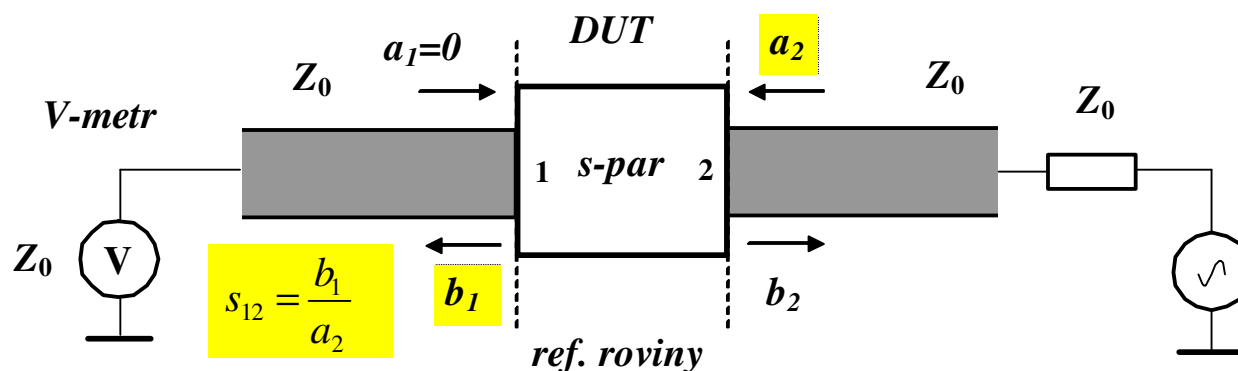 DUT
a₁=0
a₂
Z₀
Z₀
Z₀
V-metr
1 s-par 2
Z₀
V
s₁₂ = b₁/a₂
b₁
b₂
ref. roviny